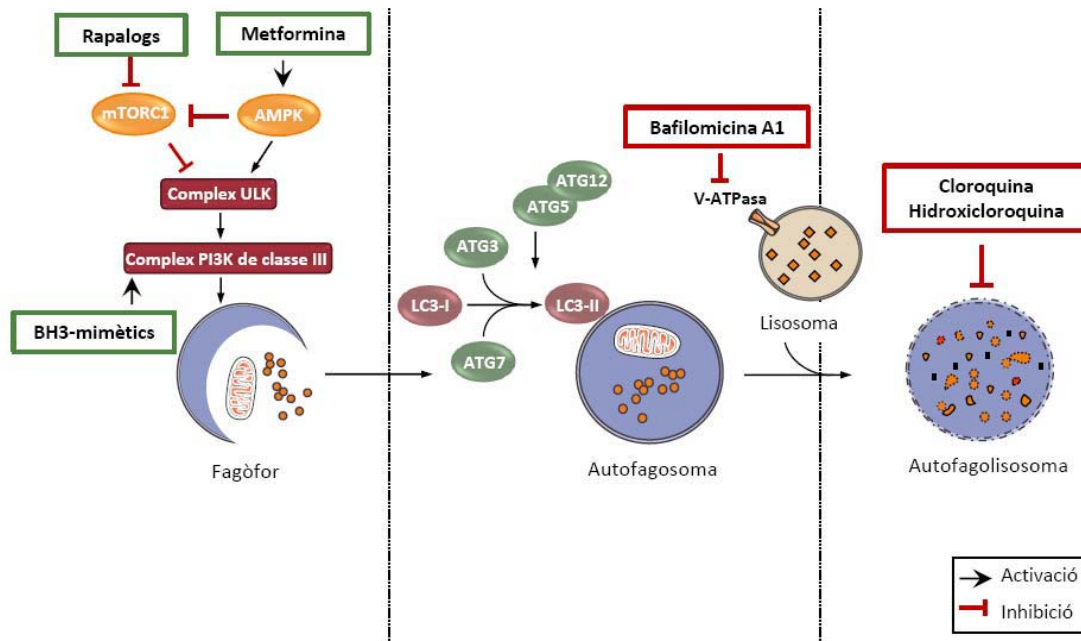 Rapalogs
Metformina
mTORC1
AMPK
Complex ULK
Complex PI3K de classe III
BH3-mimètics
Fagòfor
ATG12
ATG5
ATG3
LC3-I
LC3-II
ATG7
Autofagosoma
Bafilomicina A1
V-ATPasa
Lisosoma
Cloroquina
Hidroxicloroquina
Autofagolisosoma
Activació
Inhibició